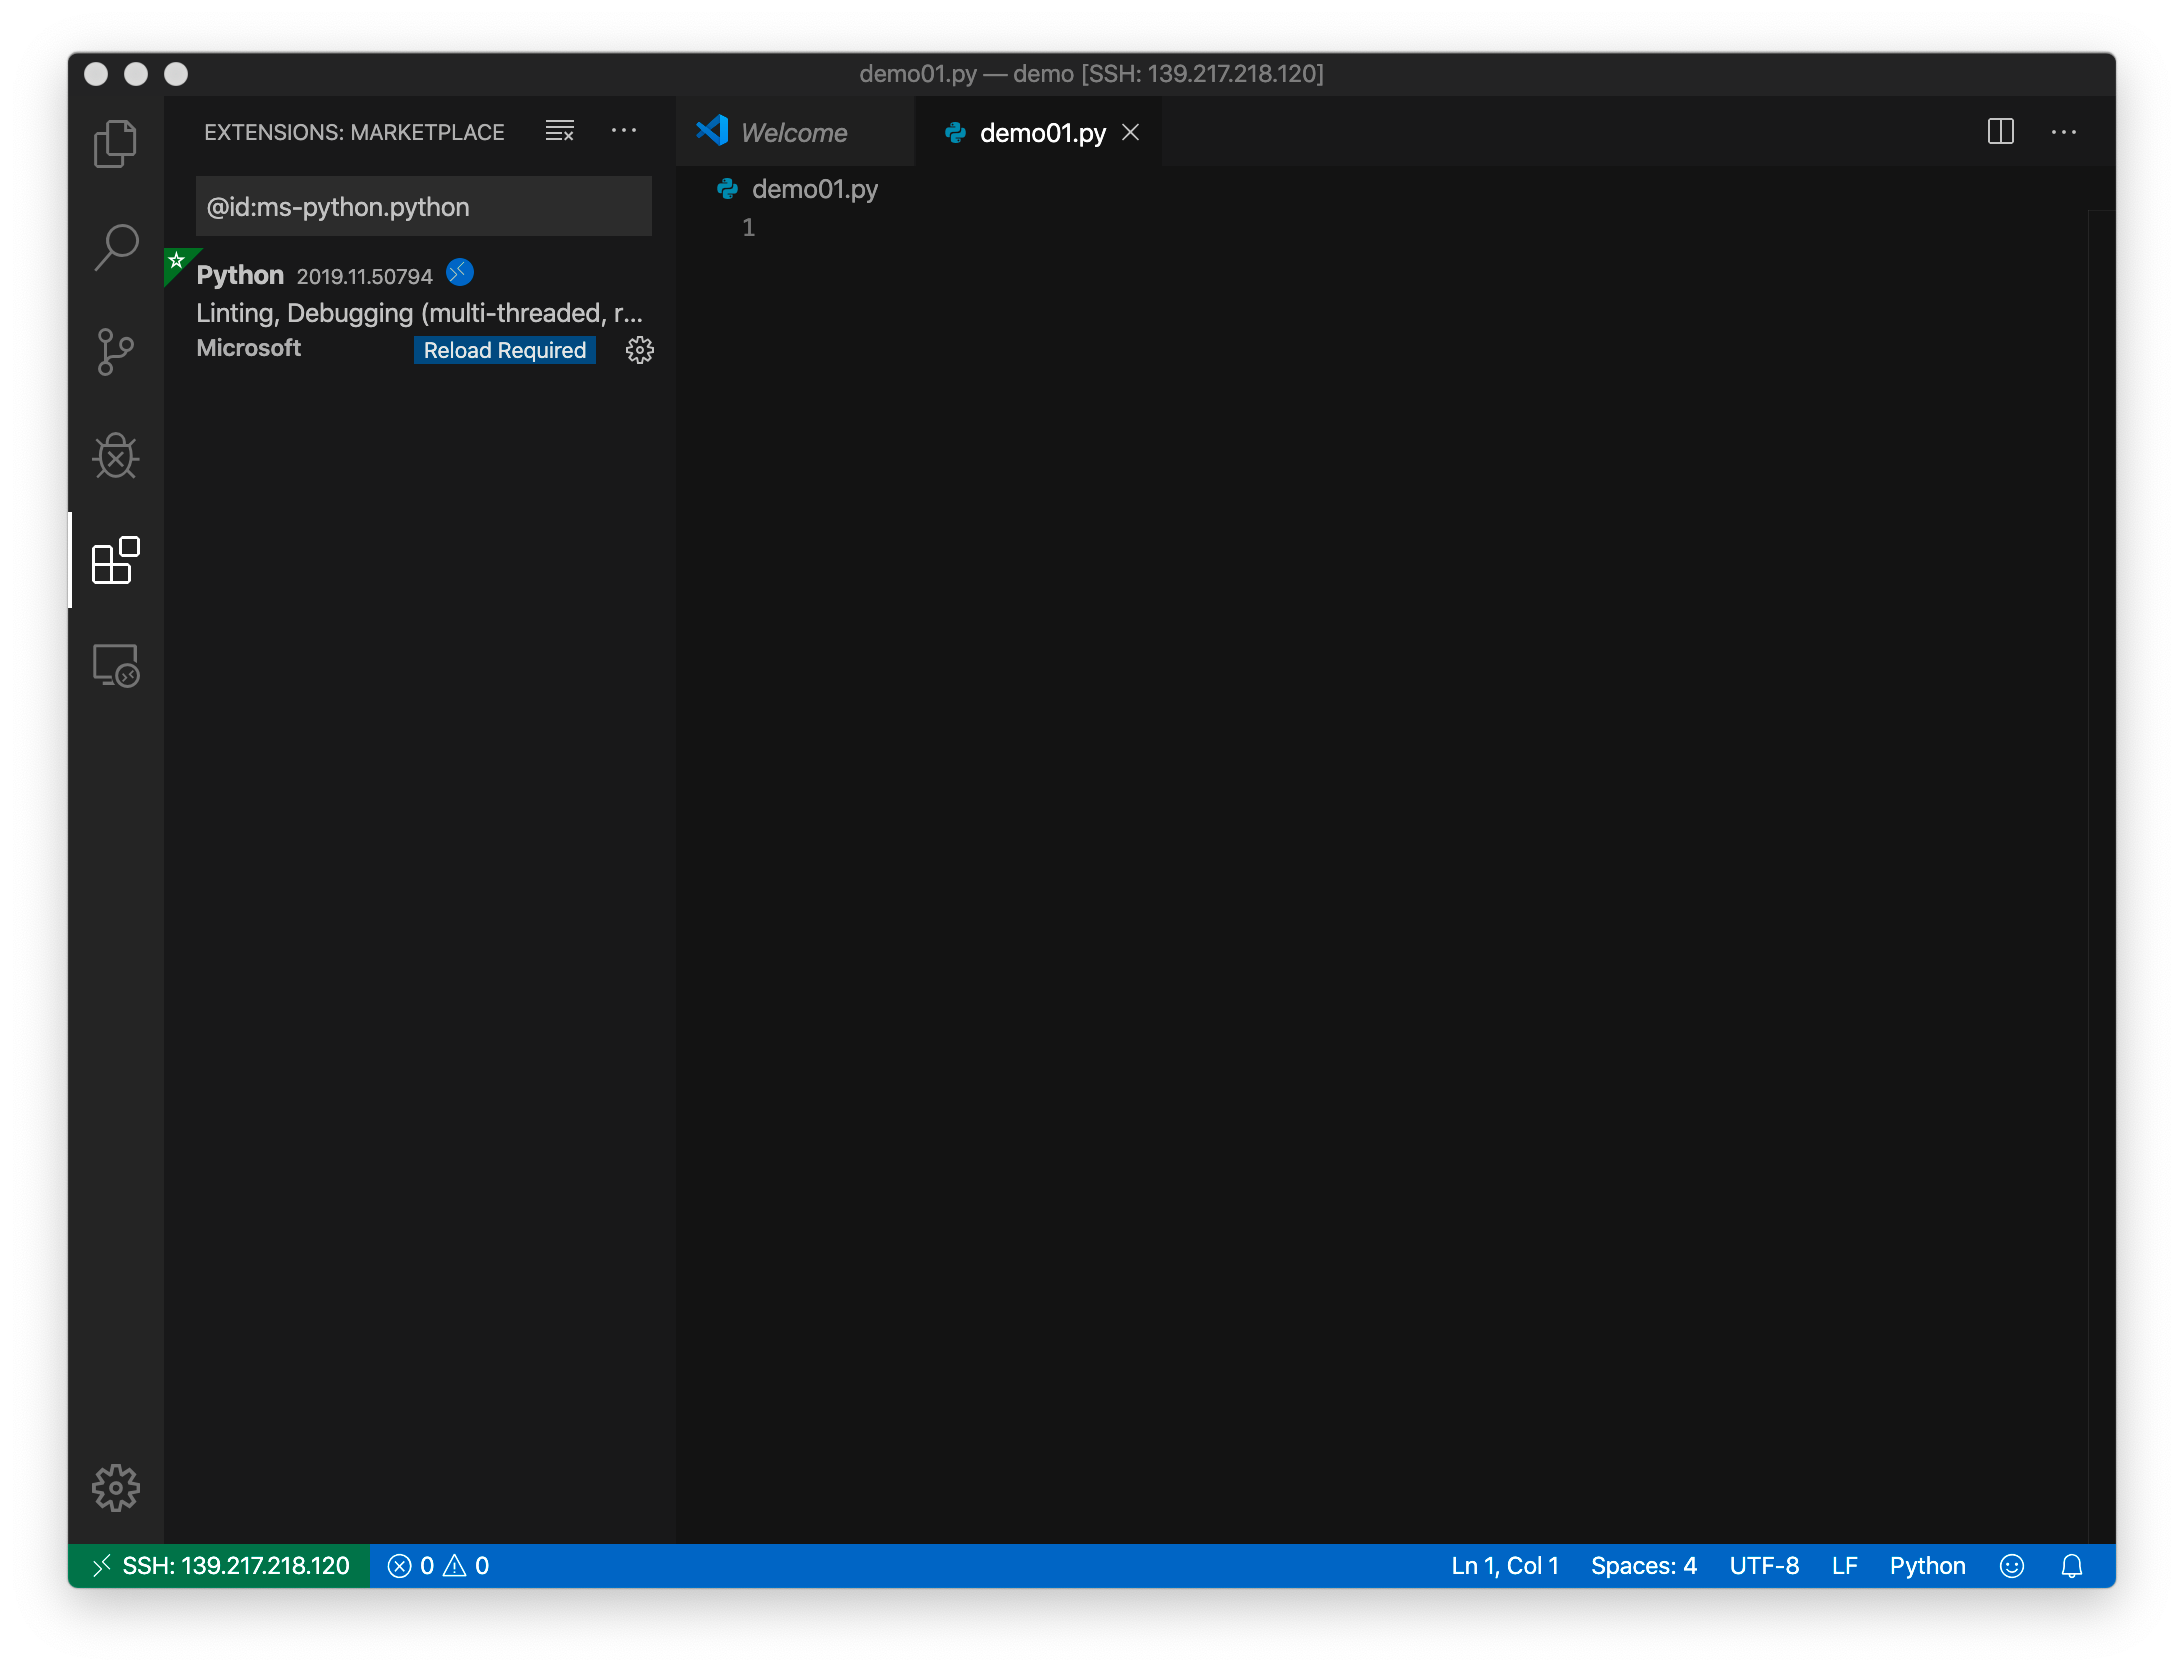 demo01.py — demo [SSH: 139.217.218.120]
EXTENSIONS: MARKETPLACE
Welcome
demo01.py
@id:ms-python.python
demo01.py
1
Python 2019.11.50794
Linting, Debugging (multi-threaded, r...
Microsoft
Reload Required
SSH: 139.217.218.120
0
0
Ln 1, Col 1
Spaces: 4
UTF-8
LF
Python